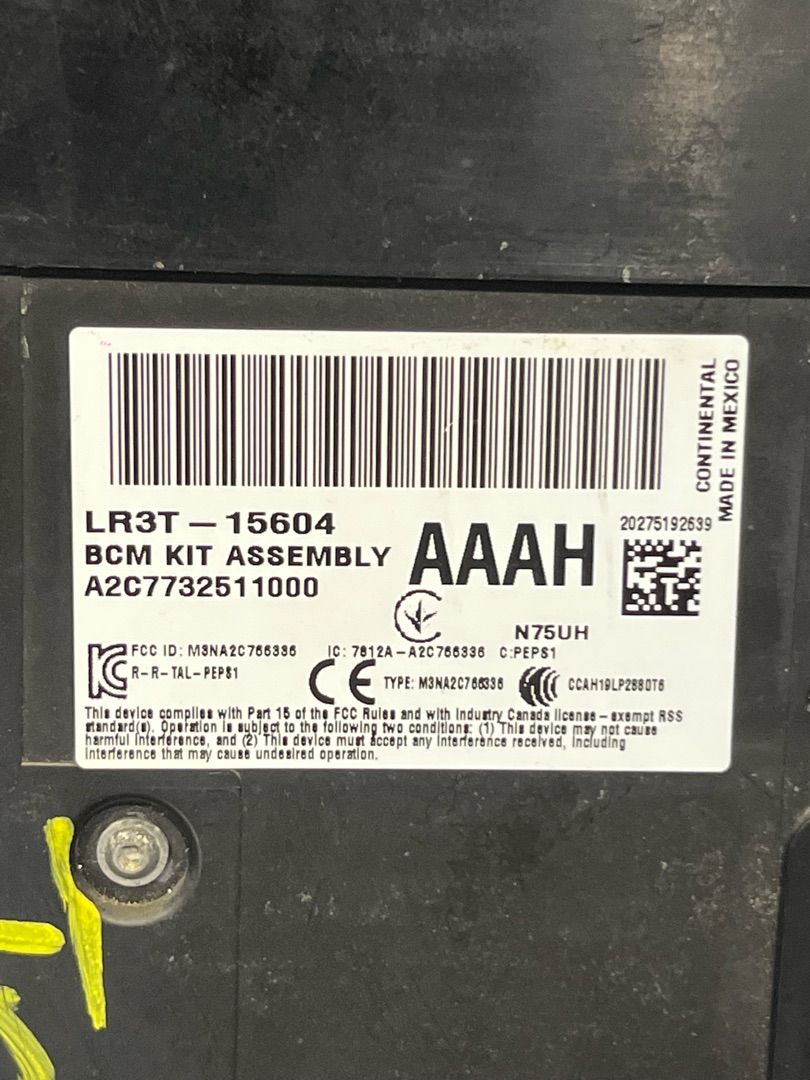 CONTINENTAL
MADE IN MEXICO
LR3T-15604
BCM KIT ASSEMBLY
A2C7732511000
AAAH
20275192639
N75UH
FCC ID: M3NA2C766336 IC: 7812A-A2C766336 C:PEPS1
R-R-TAL-PEPS1
CE TYPE: M3NA2C766336 CCAH19LP2880T6
This device complies with Part 15 of the FCC Rules and with Industry Canada license-exempt RSS
standard(s). Operation is subject to the following two conditions: (1) This device may not cause
harmful interference, and (2) This device must accept any interference received, including
interference that may cause undesired operation.